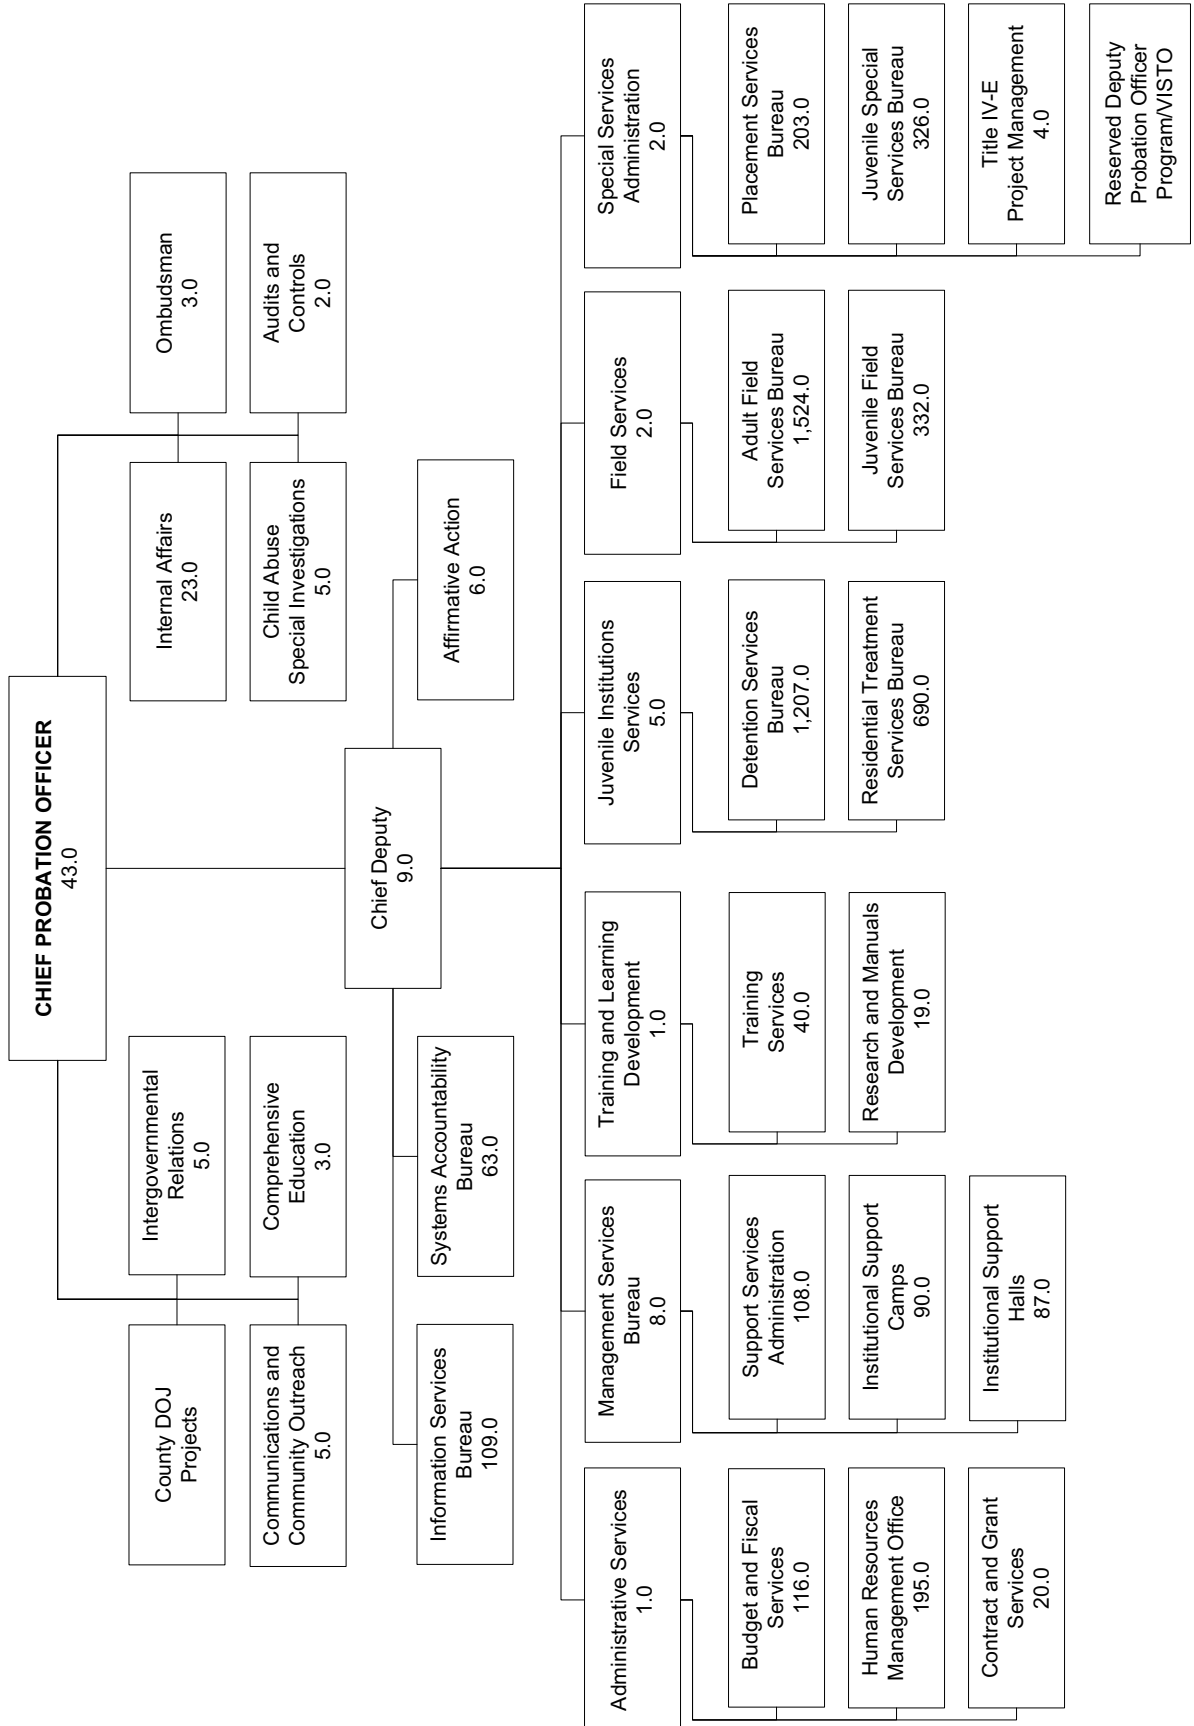 CHIEF PROBATION OFFICER
43.0
County DOJ
Projects
Intergovernmental
Relations
5.0
Internal Affairs
23.0
Ombudsman
3.0
Communications and
Community Outreach
5.0
Comprehensive
Education
3.0
Child Abuse
Special Investigations
5.0
Audits and
Controls
2.0
Chief Deputy
9.0
Information Services
Bureau
109.0
Systems Accountability
Bureau
63.0
Affirmative Action
6.0
Administrative Services
1.0
Budget and Fiscal
Services
116.0
Human Resources
Management Office
195.0
Contract and Grant
Services
20.0
Management Services
Bureau
8.0
Support Services
Administration
108.0
Institutional Support
Camps
90.0
Institutional Support
Halls
87.0
Training and Learning
Development
1.0
Training
Services
40.0
Research and Manuals
Development
19.0
Juvenile Institutions
Services
5.0
Detention Services
Bureau
1,207.0
Residential Treatment
Services Bureau
690.0
Field Services
2.0
Adult Field
Services Bureau
1,524.0
Juvenile Field
Services Bureau
332.0
Special Services
Administration
2.0
Placement Services
Bureau
203.0
Juvenile Special
Services Bureau
326.0
Title IV-E
Project Management
4.0
Reserved Deputy
Probation Officer
Program/VISTO